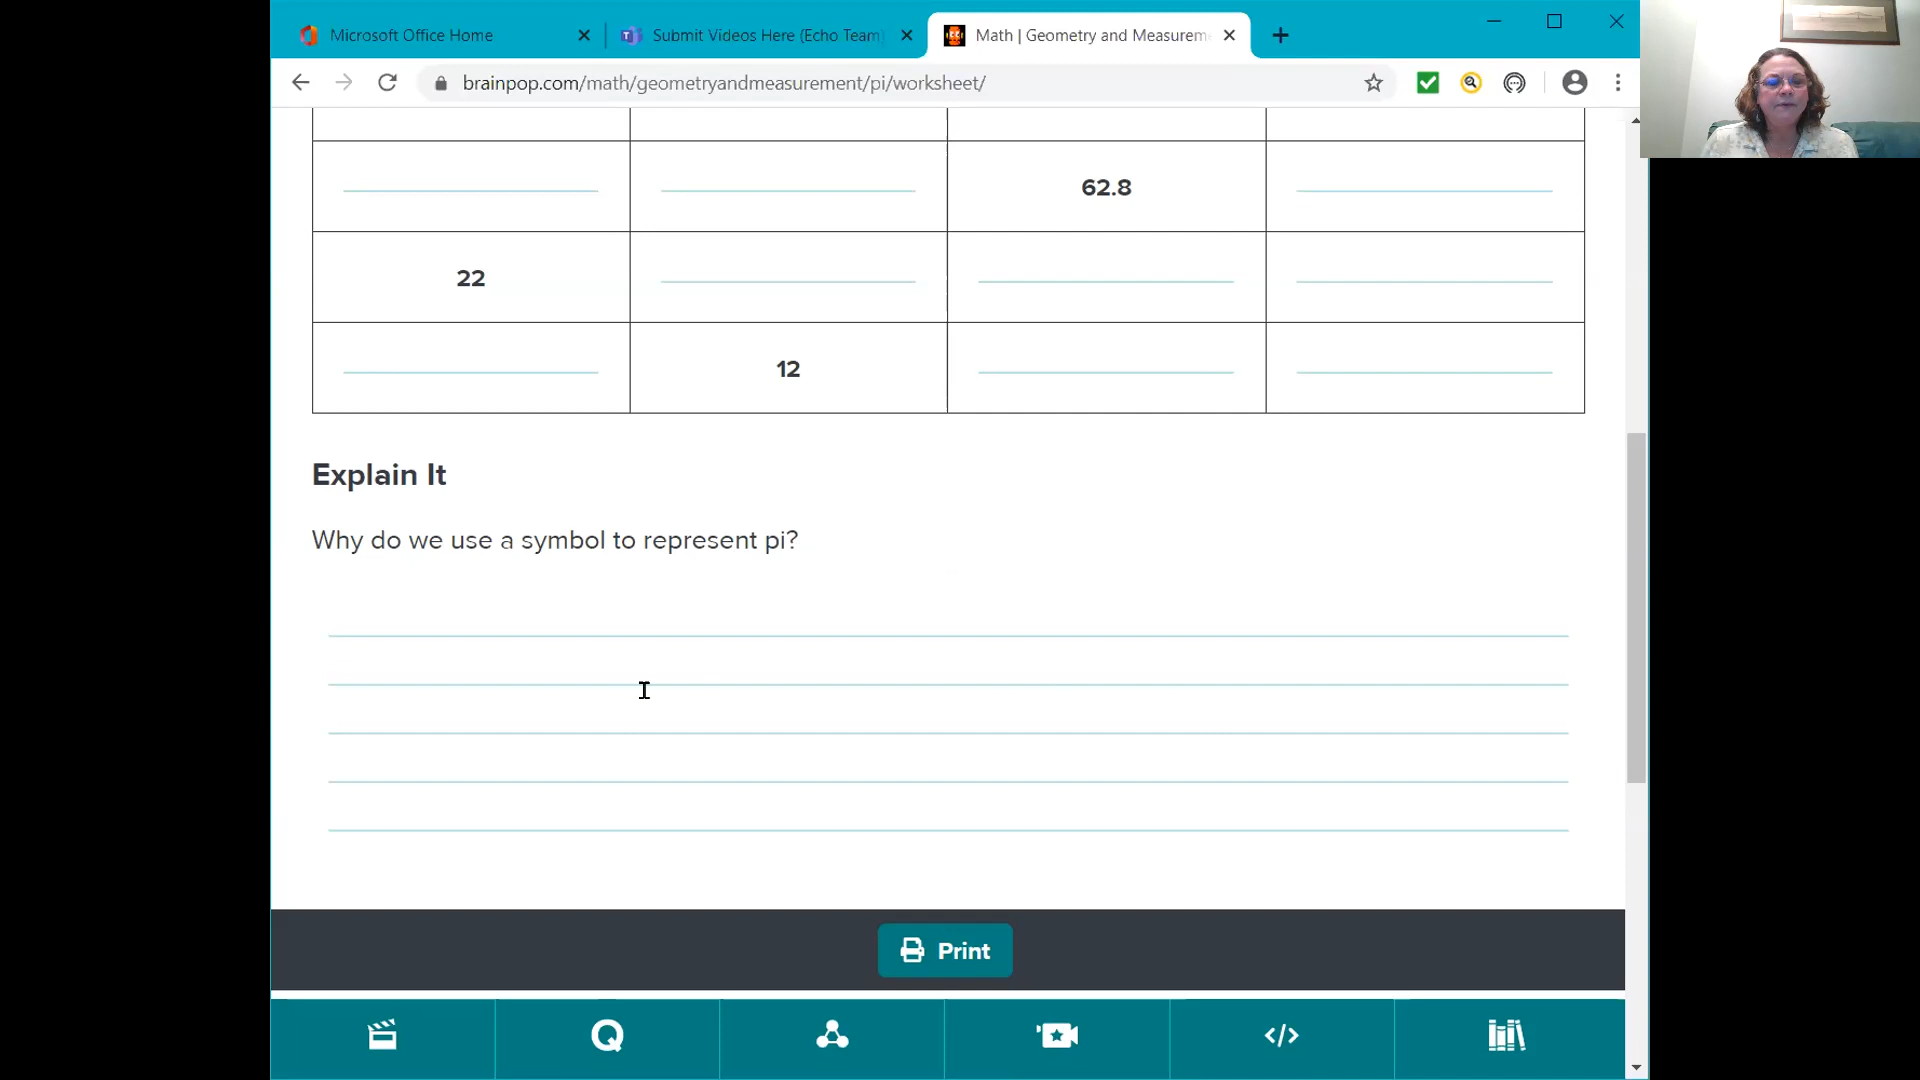 Microsoft Office Home
Submit Videos Here (Echo Team)
Math | Geometry and Measurem
brainpop.com/math/geometryandmeasurement/pi/worksheet/
62.8
22
12
Explain It
Why do we use a symbol to represent pi?
Print